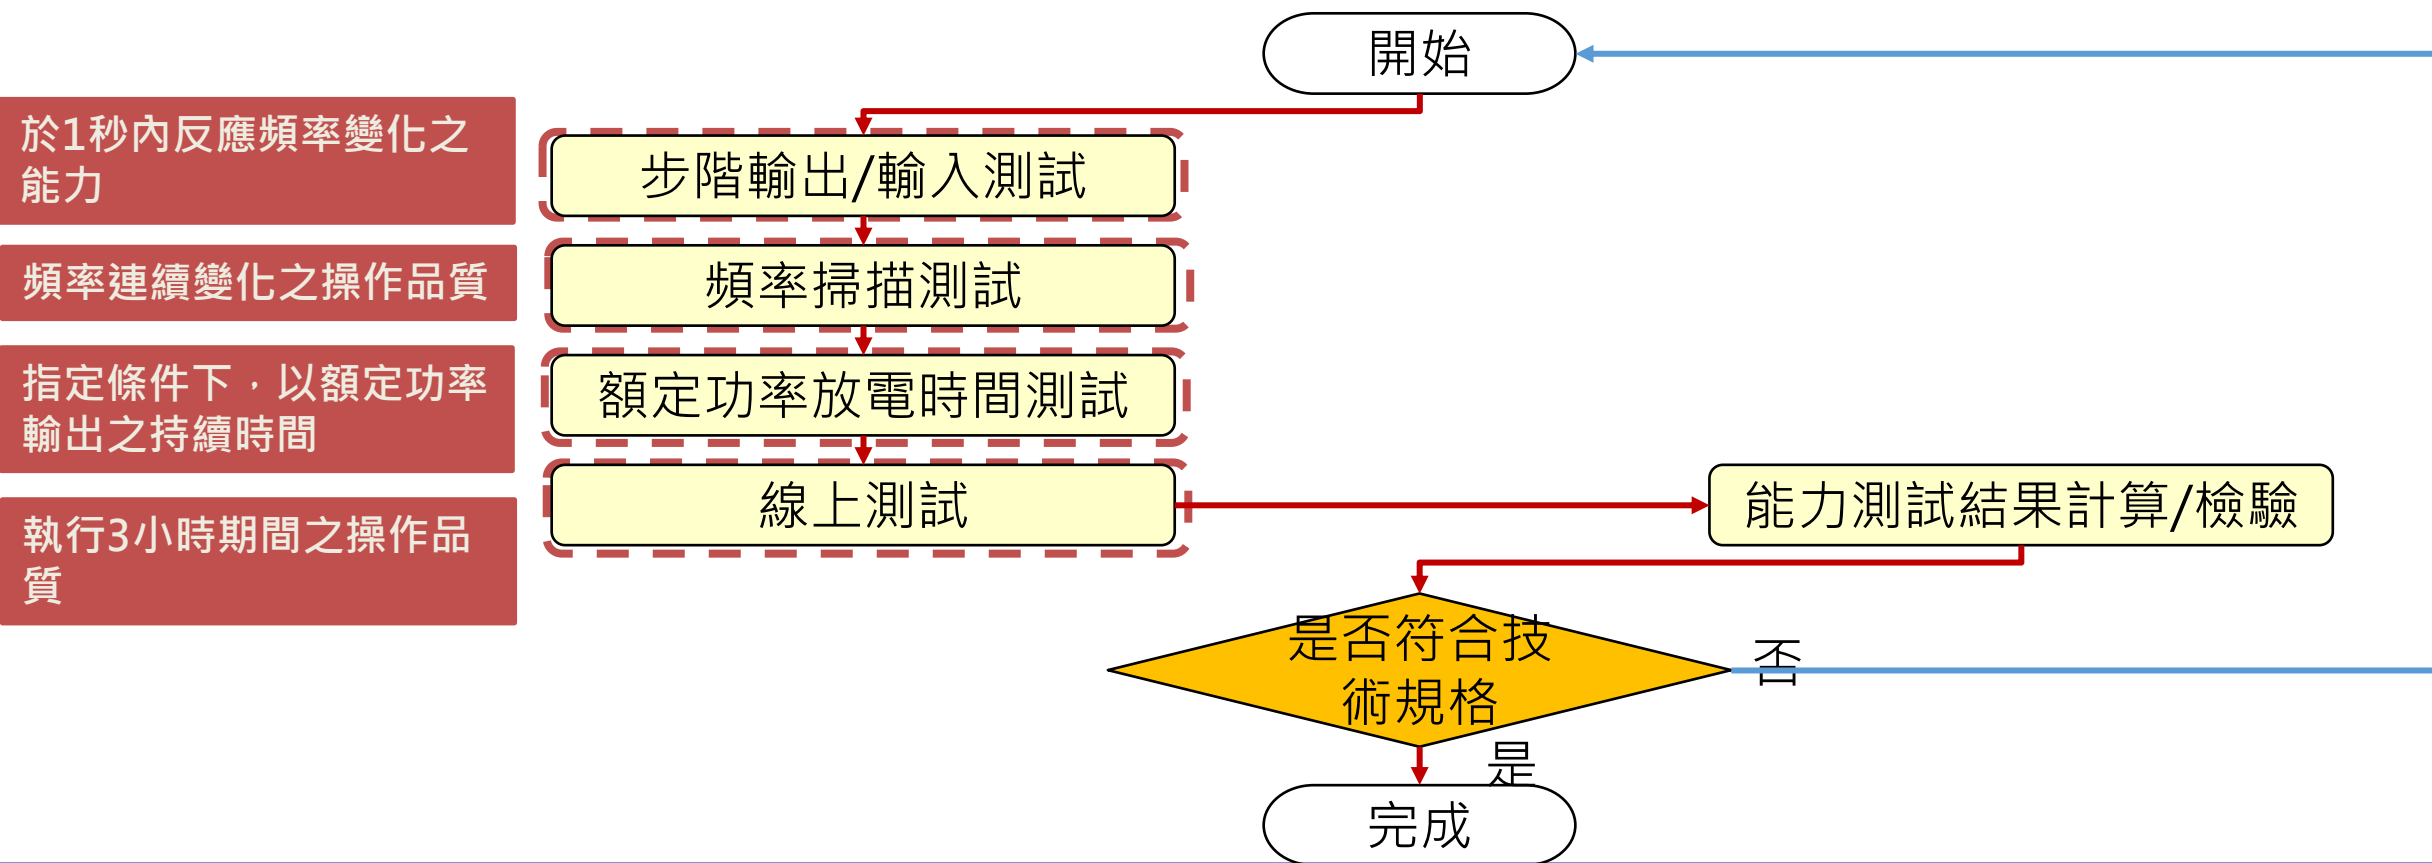 開始
於1秒內反應頻率變化之
能力
步階輸出/輸入測試
頻率連續變化之操作品質
頻率掃描測試
指定條件下，以額定功率
輸出之持續時間
額定功率放電時間測試
執行3小時期間之操作品
質
線上測試
能力測試結果計算/檢驗
是否符合技
術規格
否
是
完成